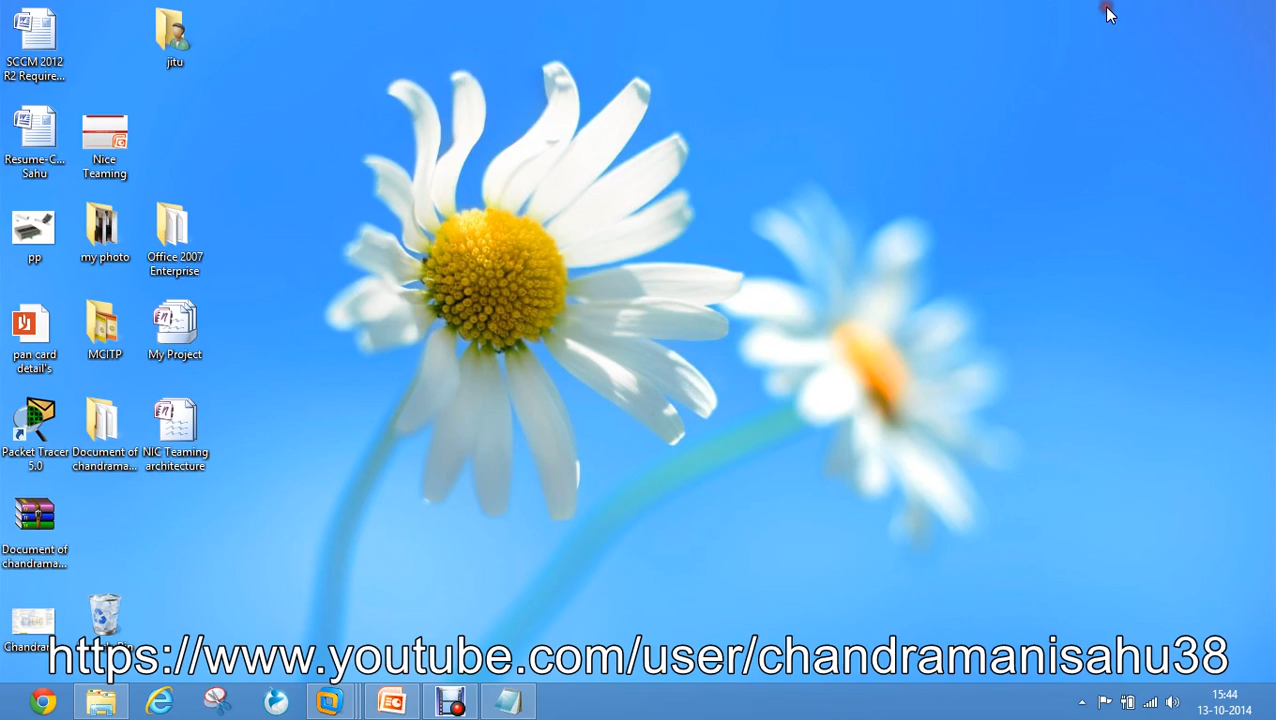 SCCM 2012
R2 Require...
jitu
Resume-C...
Sahu
Nice
Teaming
pp
my photo
Office 2007
Enterprise
pan card
detail's
MCITP
My Project
Packet Tracer
5.0
Document of
chandrama...
NIC Teaming
architecture
Document of
chandrama...
https://www.youtube.com/user/chandramanisahu38
15:44
13-10-2014